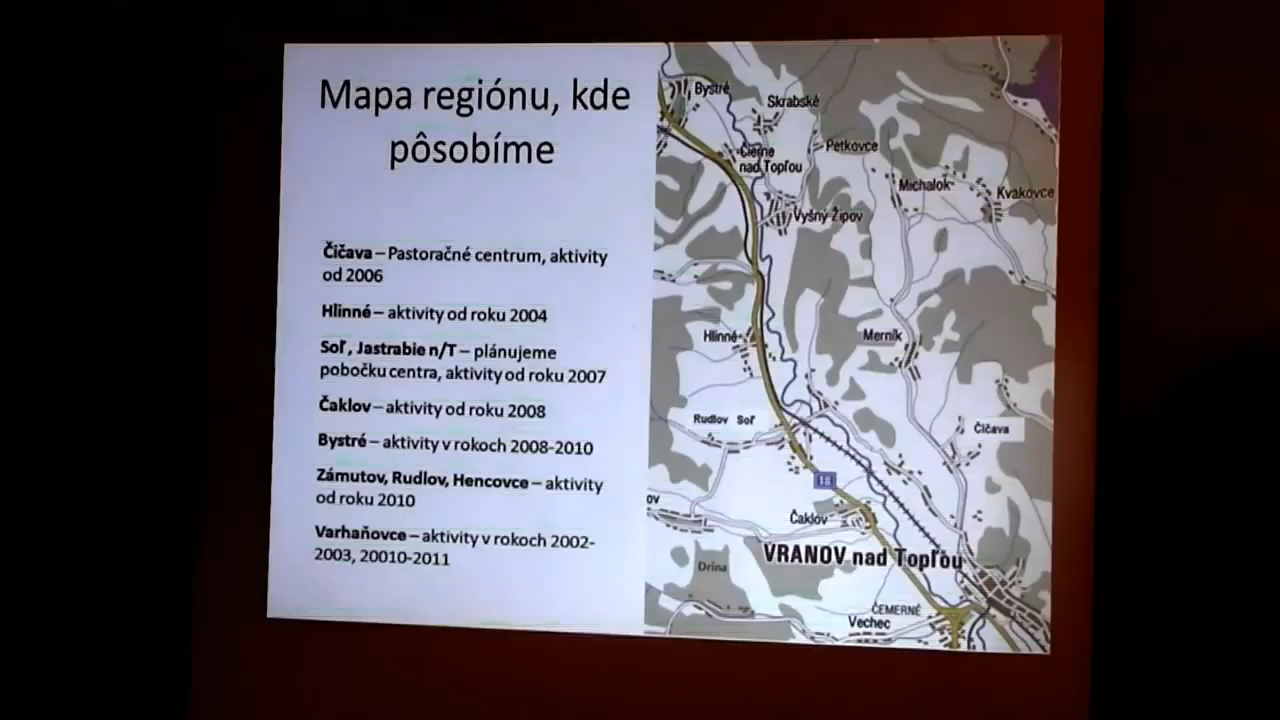 Mapa regiónu, kde
pôsobíme
Čičava – Pastoračné centrum, aktivity
od 2006
Hlinné – aktivity od roku 2004
Soľ, Jastrabie n/T – plánujeme
pobočku centra, aktivity od roku 2007
Čaklov – aktivity od roku 2008
Bystré – aktivity v rokoch 2008-2010
Zámutov, Rudlov, Hencovce – aktivity
od roku 2010
Varhaňovce – aktivity v rokoch 2002-
2003, 20010-2011
Bystré
Skrabské
Čierne
nad Topľou
Petkovce
Michalok
Kvakovce
Vyšný Žipov
Hlinné
Merník
Rudlov Soľ
Čičava
18
ov
Čaklov
VRANOV nad Topľou
Drina
ČEMERNÉ
Vechec